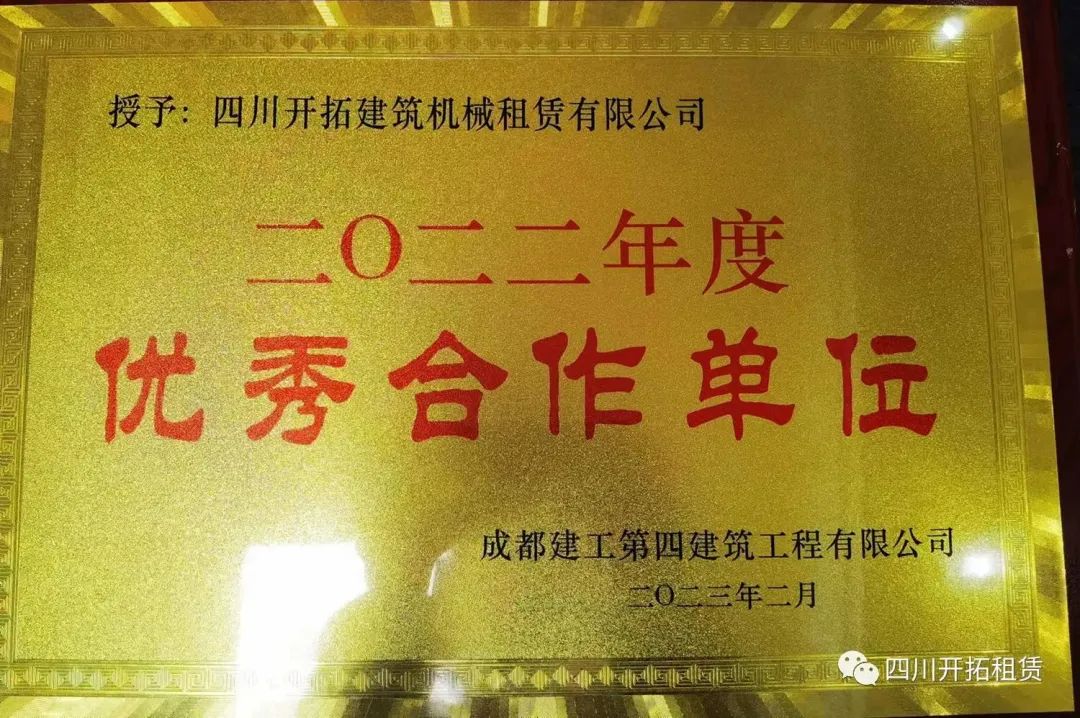 授予：四川开拓建筑机械租赁有限公司
二〇二二年度
优秀合作单位
成都建工第四建筑工程有限公司
二〇二三年二月
四川开拓租赁